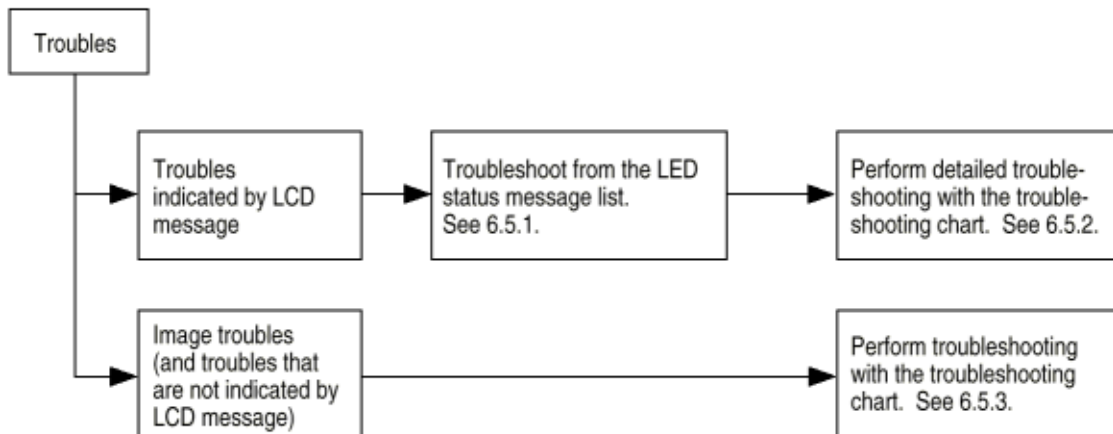 Troubles
Troubles
indicated by LCD
message
Troubleshoot from the LED
status message list.
See 6.5.1.
Perform detailed trouble-
shooting with the trouble-
shooting chart.  See 6.5.2.
Image troubles
(and troubles that
are not indicated by
LCD message)
Perform troubleshooting
with the troubleshooting
chart.  See 6.5.3.